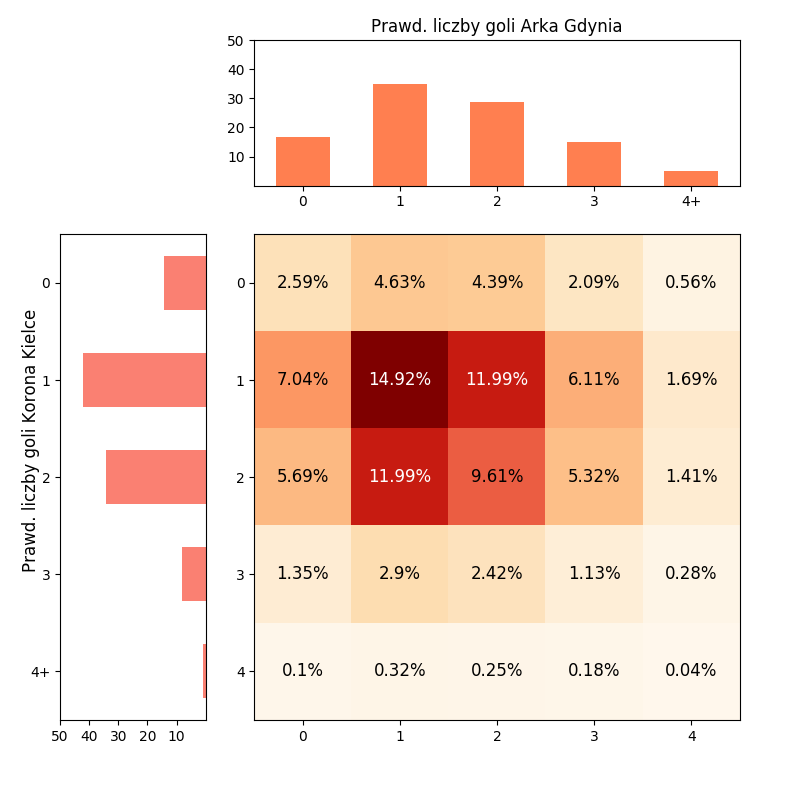 Prawd. liczby goli Arka Gdynia
50
40
30
20
10
0 1 2 3 4+
Prawd. liczby goli Korona Kielce
0
1
2
3
4+
50 40 30 20 10
0 2.59% 4.63% 4.39% 2.09% 0.56%
1 7.04% 14.92% 11.99% 6.11% 1.69%
2 5.69% 11.99% 9.61% 5.32% 1.41%
3 1.35% 2.9% 2.42% 1.13% 0.28%
4 0.1% 0.32% 0.25% 0.18% 0.04%
0 1 2 3 4